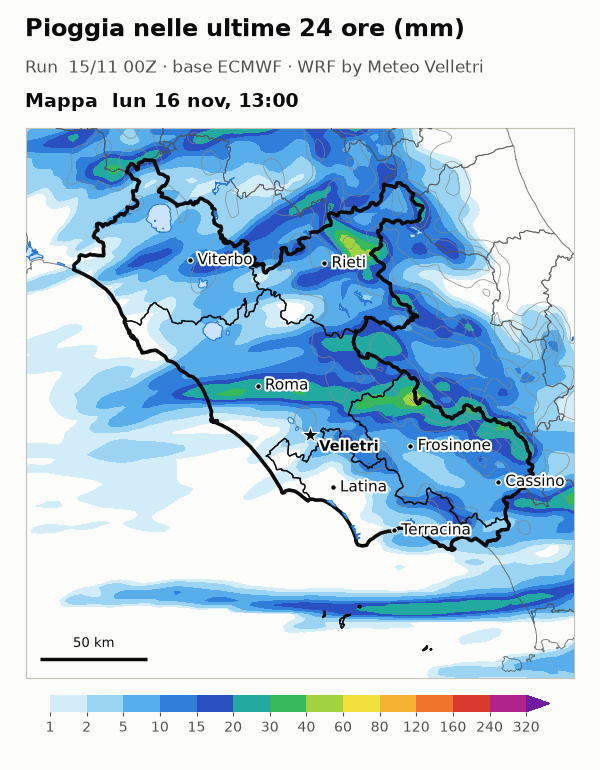 Pioggia nelle ultime 24 ore (mm)
Run  15/11 00Z · base ECMWF · WRF by Meteo Velletri
Mappa  lun 16 nov, 13:00
Viterbo
Rieti
Roma
Velletri
Frosinone
Cassino
Latina
Terracina
50 km
1 2 5 10 15 20 30 40 60 80 120 160 240 320